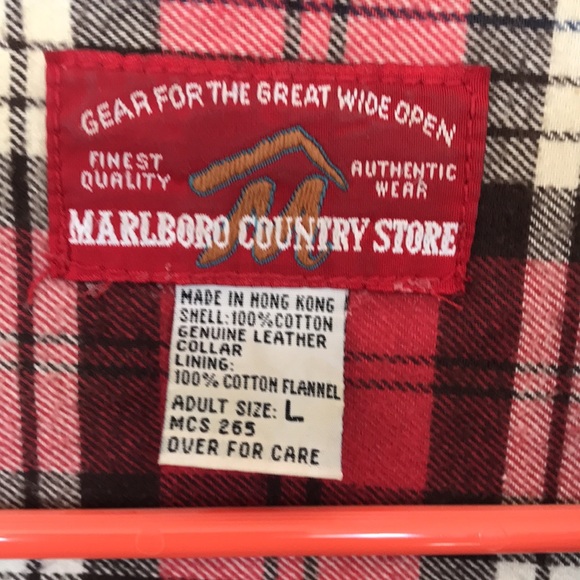 GEAR FOR THE GREAT WIDE OPEN
FINEST QUALITY
AUTHENTIC WEAR
MARLBORO COUNTRY STORE
MADE IN HONG KONG
SHELL:100%COTTON
GENUINE LEATHER
COLLAR
LINING:
100% COTTON FLANNEL
ADULT SIZE: L
MCS 265
OVER FOR CARE